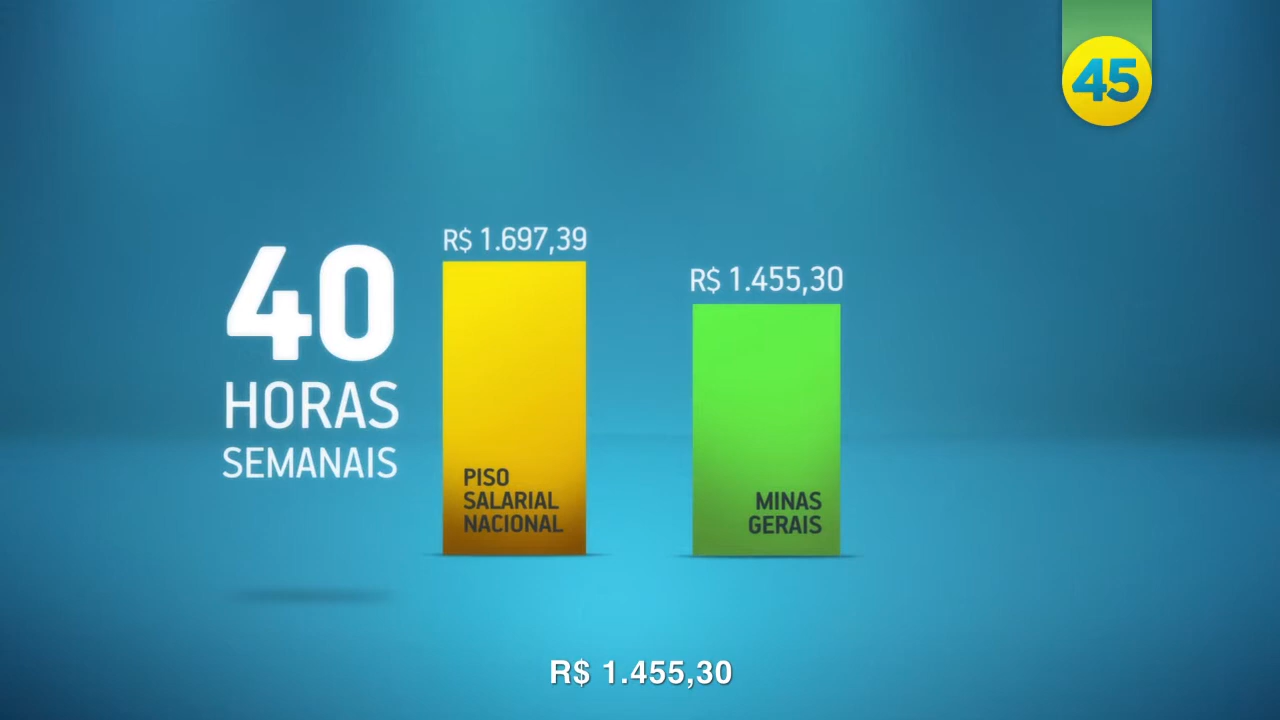 45
40
HORAS
SEMANAIS
R$ 1.697,39
PISO
SALARIAL
NACIONAL
R$ 1.455,30
MINAS
GERAIS
R$ 1.455,30